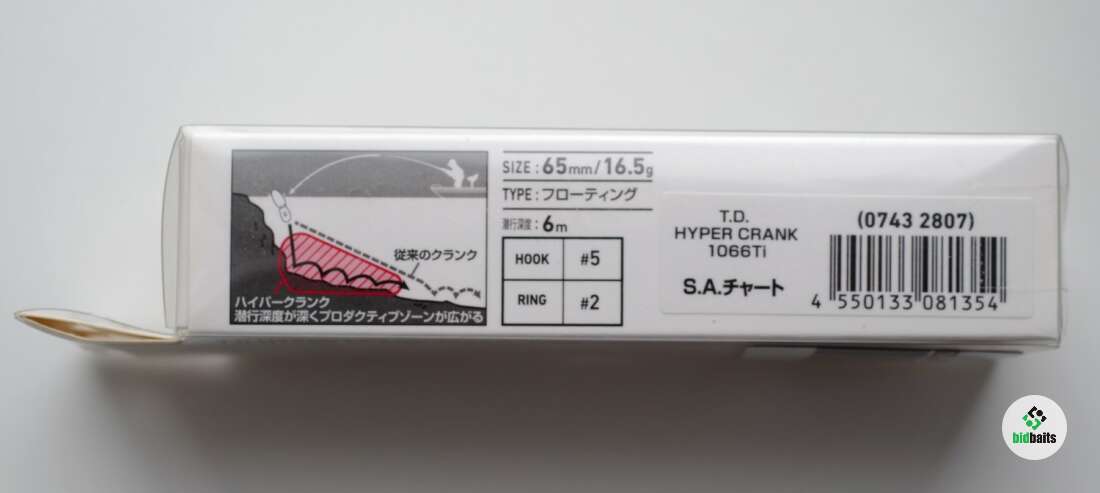 従来のクランク
ハイパークランク
潜行深度が深くプロダクティブゾーンが広がる
SIZE : 65mm/16.5g
TYPE : フローティング
潜行深度 : 6m
HOOK #5
RING #2
T.D.
HYPER CRANK
1066Ti
S.A.チャート
(0743 2807)
4 550133 081354
bidbaits